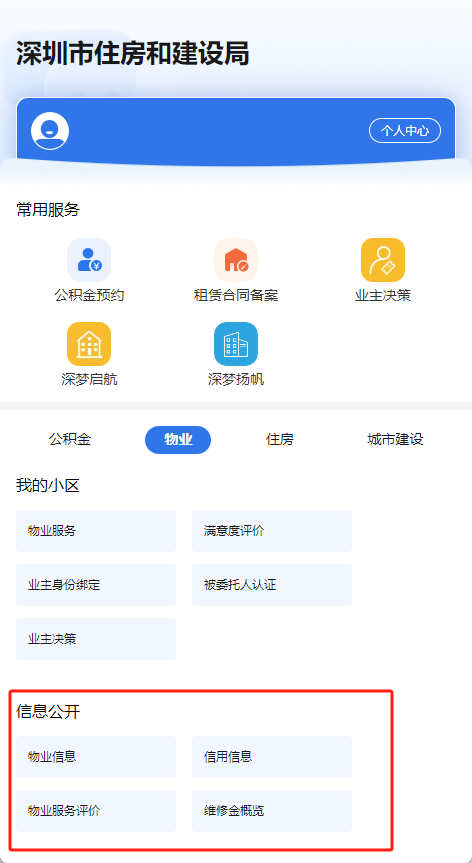 深圳市住房和建设局
个人中心
常用服务
公积金预约 租赁合同备案 业主决策
深梦启航 深梦扬帆
公积金 物业 住房 城市建设
我的小区
物业服务 满意度评价
业主身份绑定 被委托人认证
业主决策
信息公开
物业信息 信用信息
物业服务评价 维修金概览